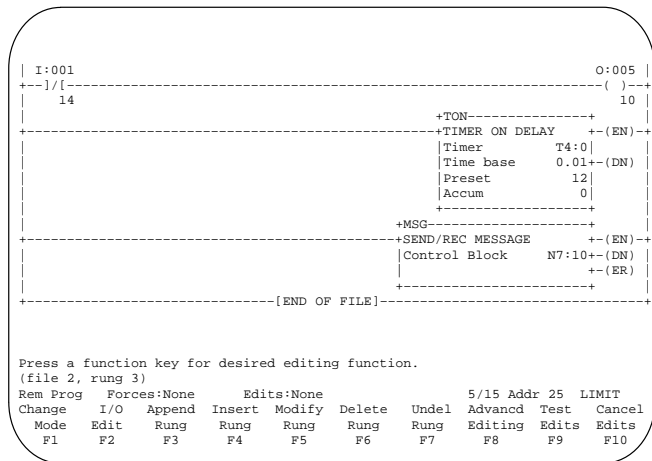 | I:001                                                                    O:005 |
+--]/[----------------------------------------------------------------------( )--+
|    14                                                                       10 |
|                                                     +TON---------------+       |
+-----------------------------------------------------+TIMER ON DELAY    +-(EN)-+
|                                                     |Timer         T4:0|       |
|                                                     |Time base     0.01+-(DN)  |
|                                                     |Preset          12|       |
|                                                     |Accum            0|       |
|                                                     +------------------+       |
|                                                +MSG--------------------+       |
+------------------------------------------------+SEND/REC MESSAGE       +-(EN)-+
|                                                |Control Block     N7:10+-(DN)  |
|                                                |                       +-(ER)  |
|                                                +-----------------------+       |
+-------------------------------[END OF FILE]---------------------------------+
Press a function key for desired editing function.
(file 2, rung 3)
Rem Prog   Forces:None     Edits:None               5/15 Addr 25  LIMIT
Change   I/O   Append  Insert  Modify  Delete   Undel  Advancd  Test   Cancel
Mode   Edit   Rung   Rung   Rung   Rung   Rung  Editing  Edits  Edits
F1   F2   F3   F4   F5   F6   F7   F8   F9   F10